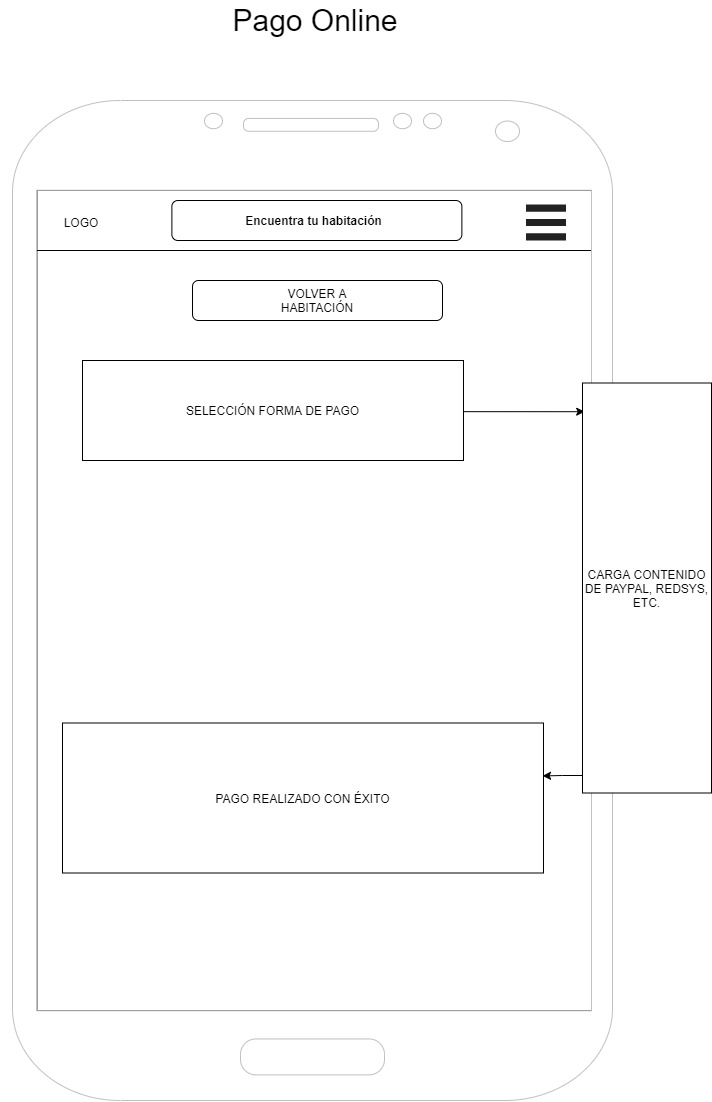 Pago Online
LOGO
Encuentra tu habitación
VOLVER A
HABITACIÓN
SELECCIÓN FORMA DE PAGO
CARGA CONTENIDO
DE PAYPAL, REDSYS,
ETC.
PAGO REALIZADO CON ÉXITO